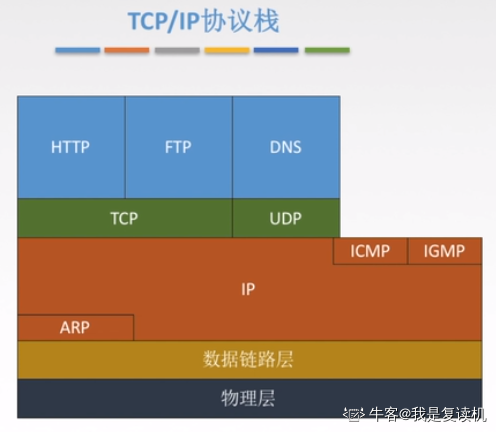 TCP/IP协议栈
HTTP FTP DNS
TCP UDP
ICMP IGMP
IP
ARP
数据链路层
物理层
牛客@我是复读机